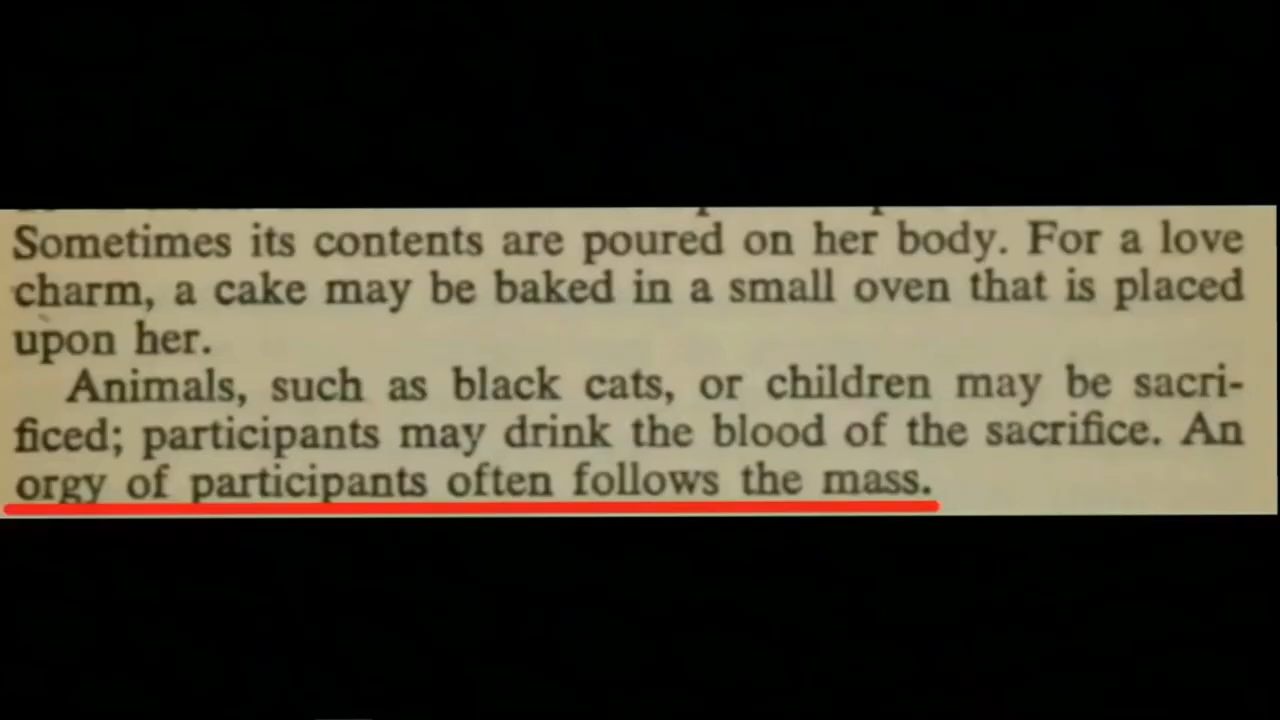 Sometimes its contents are poured on her body. For a love
charm, a cake may be baked in a small oven that is placed
upon her.
Animals, such as black cats, or children may be sacri-
ficed; participants may drink the blood of the sacrifice. An
orgy of participants often follows the mass.